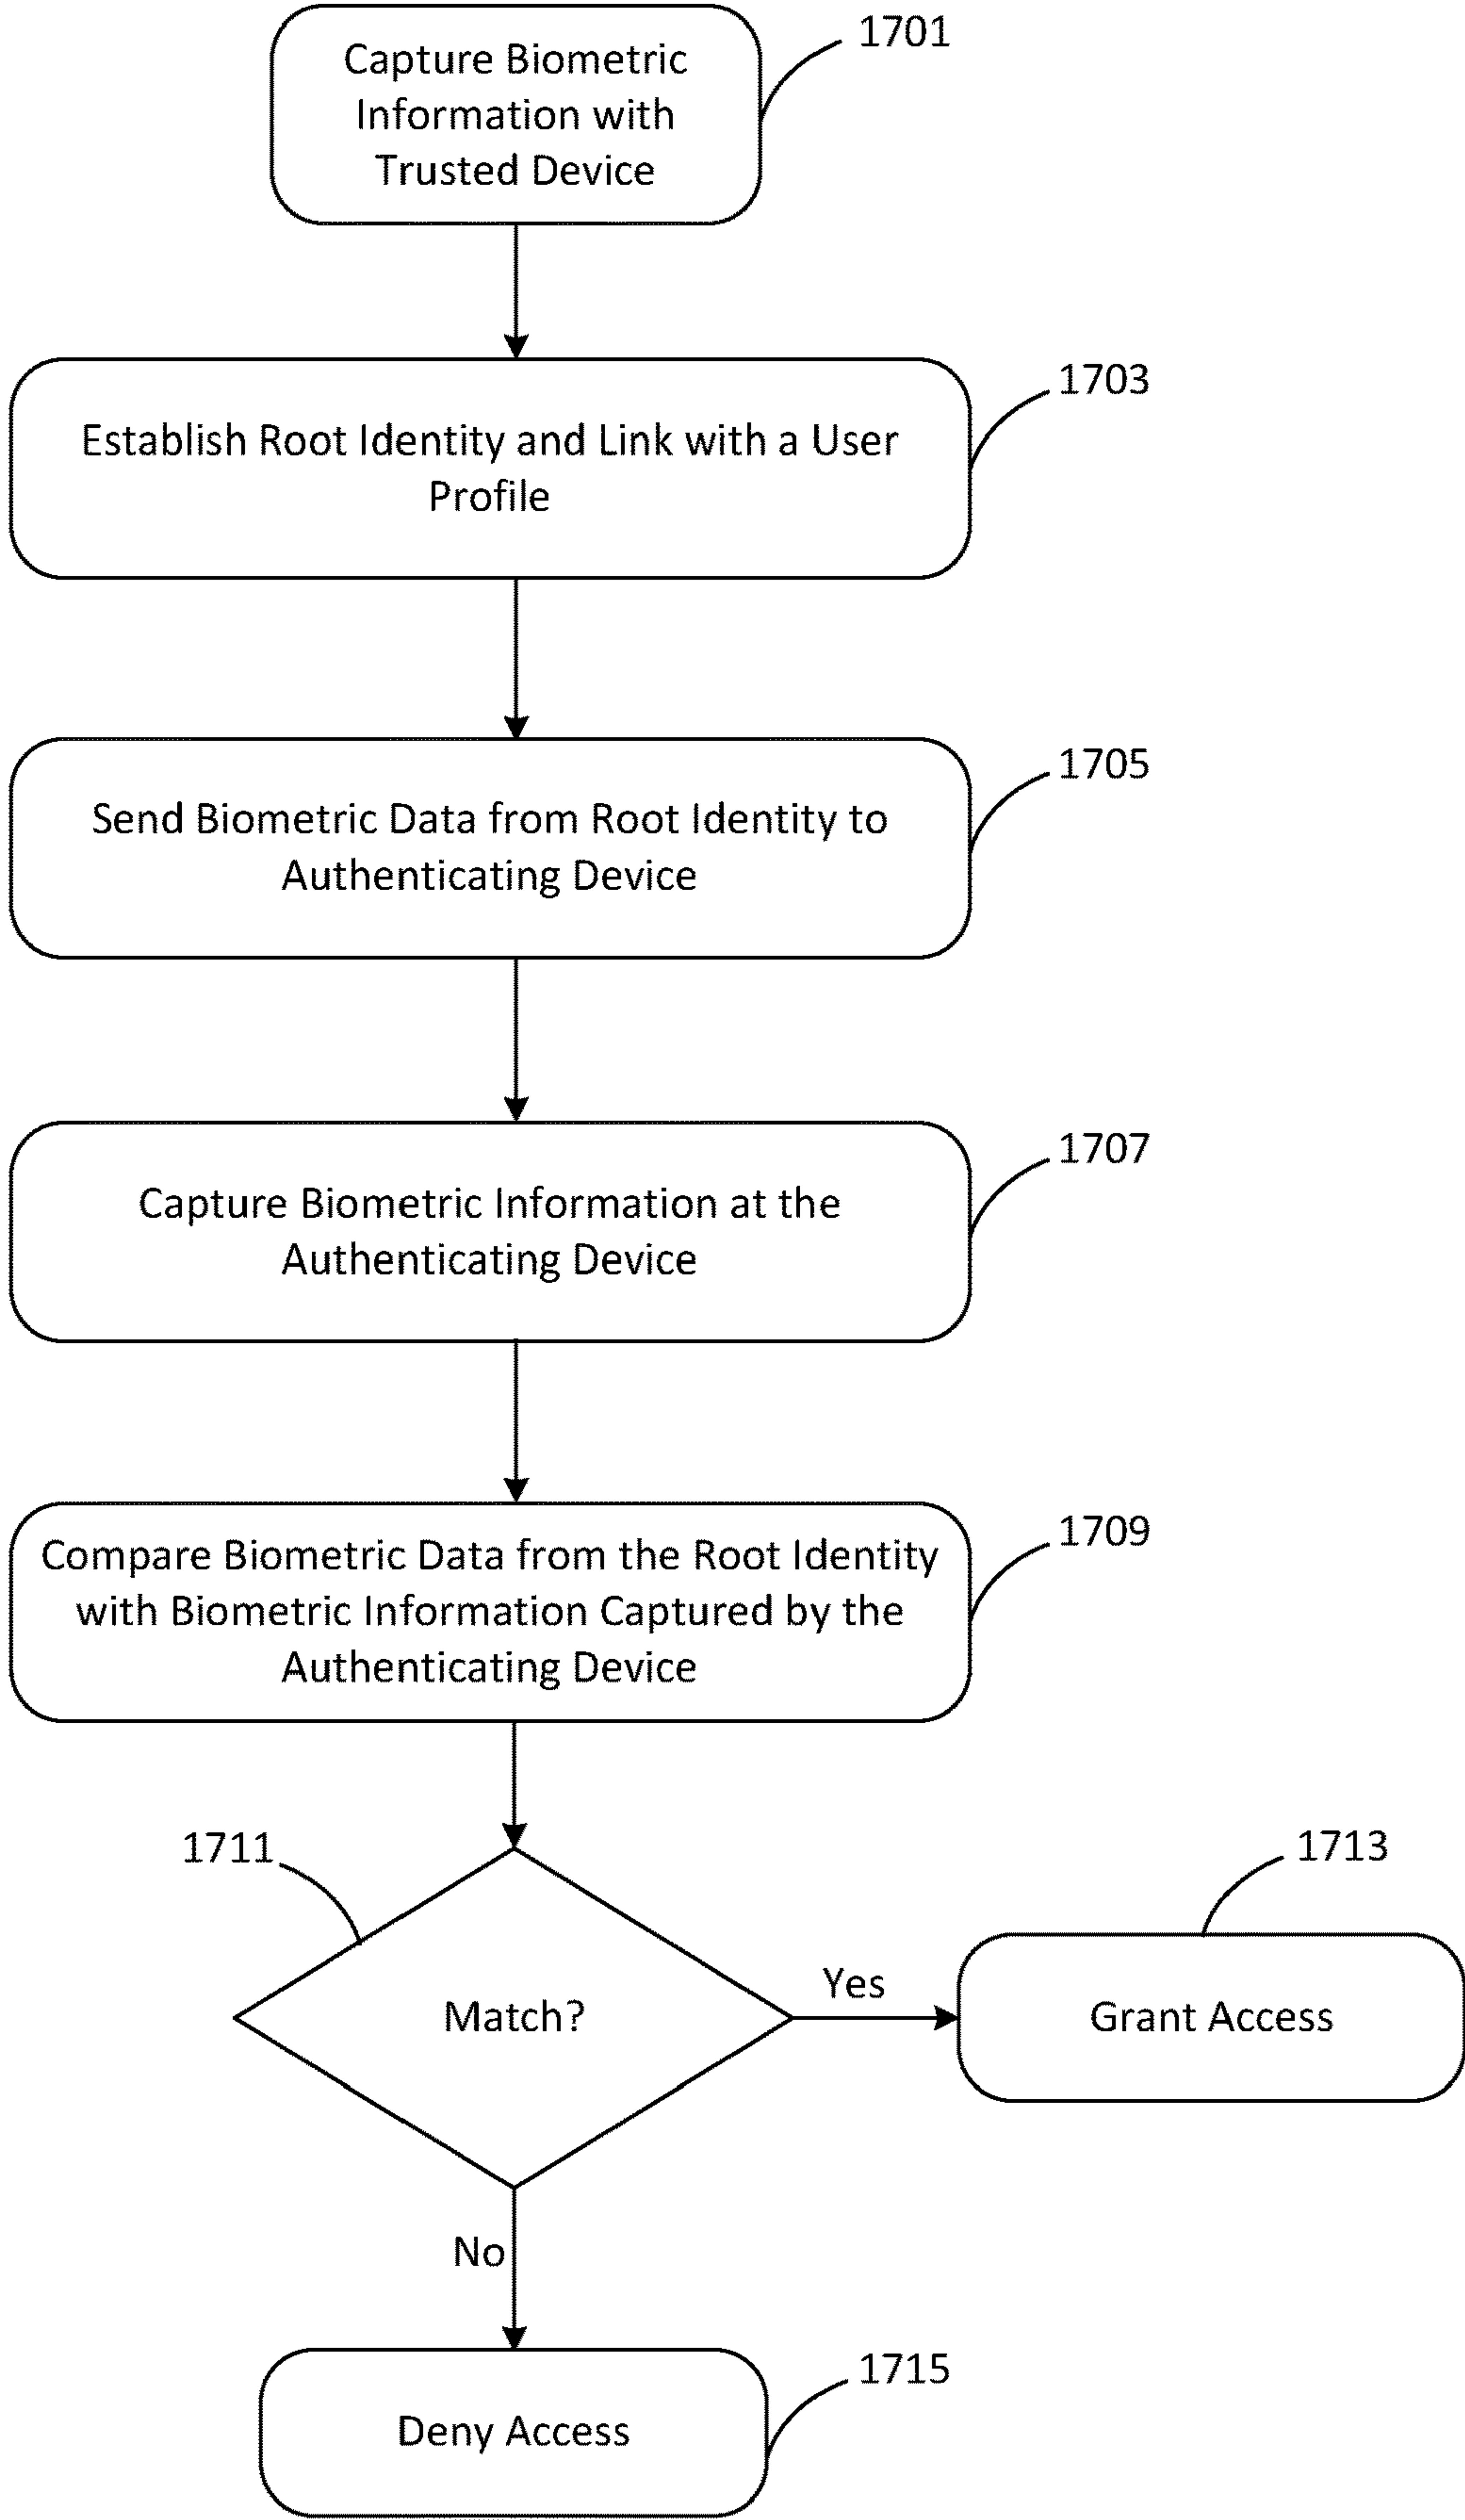 Capture Biometric
Information with
Trusted Device
1701
Establish Root Identity and Link with a User
Profile
1703
Send Biometric Data from Root Identity to
Authenticating Device
1705
Capture Biometric Information at the
Authenticating Device
1707
Compare Biometric Data from the Root Identity
with Biometric Information Captured by the
Authenticating Device
1709
1711
Match?
Yes
1713
Grant Access
No
Deny Access
1715